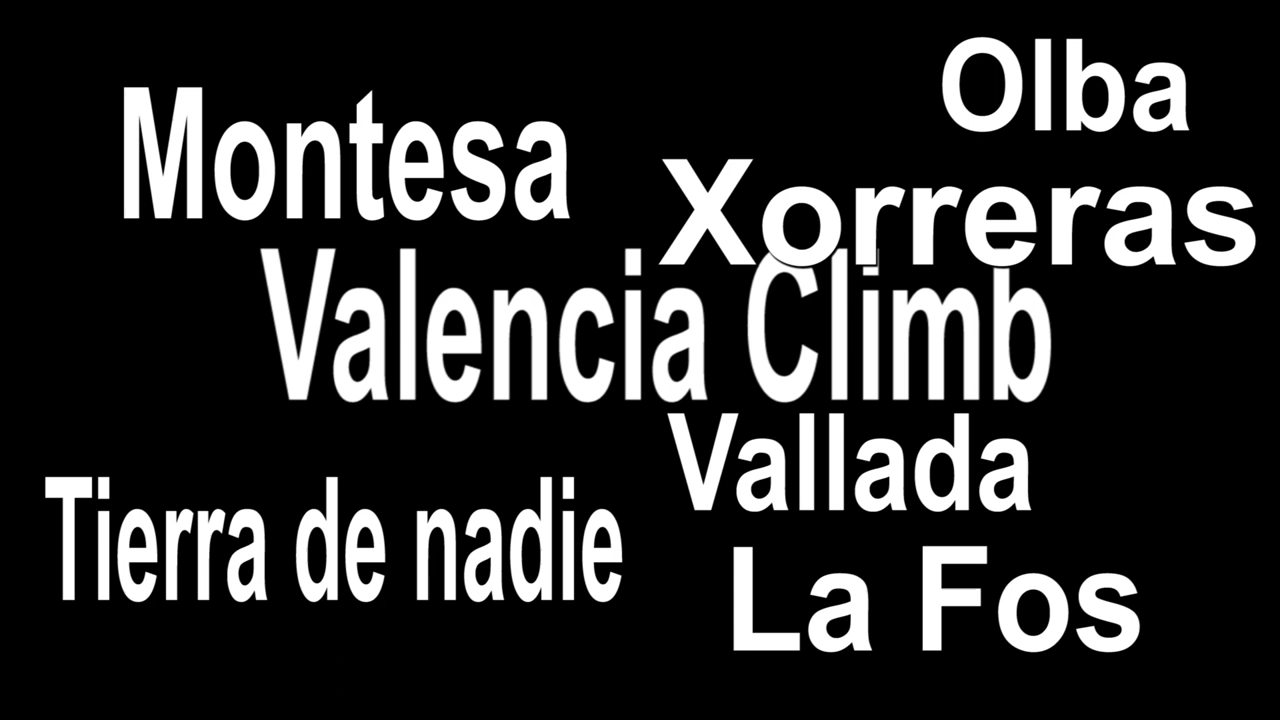 Olba
Montesa
Xorreras
Valencia Climb
Vallada
Tierra de nadie
La Fos